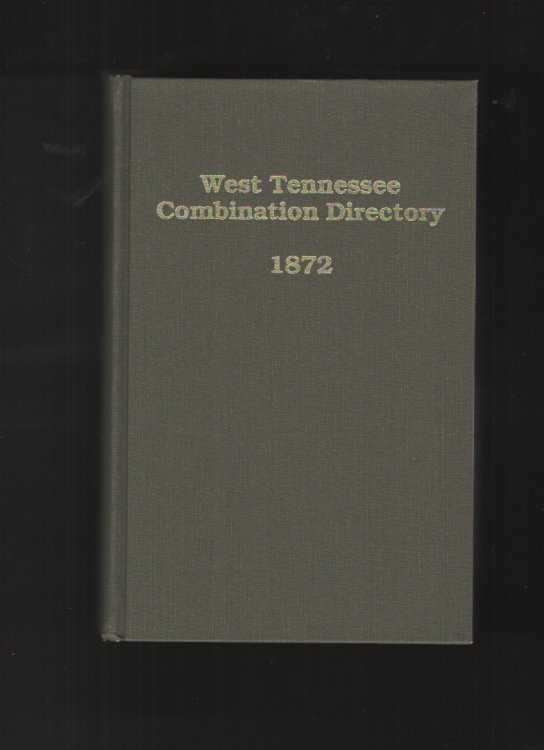 West Tennessee
Combination Directory
1872